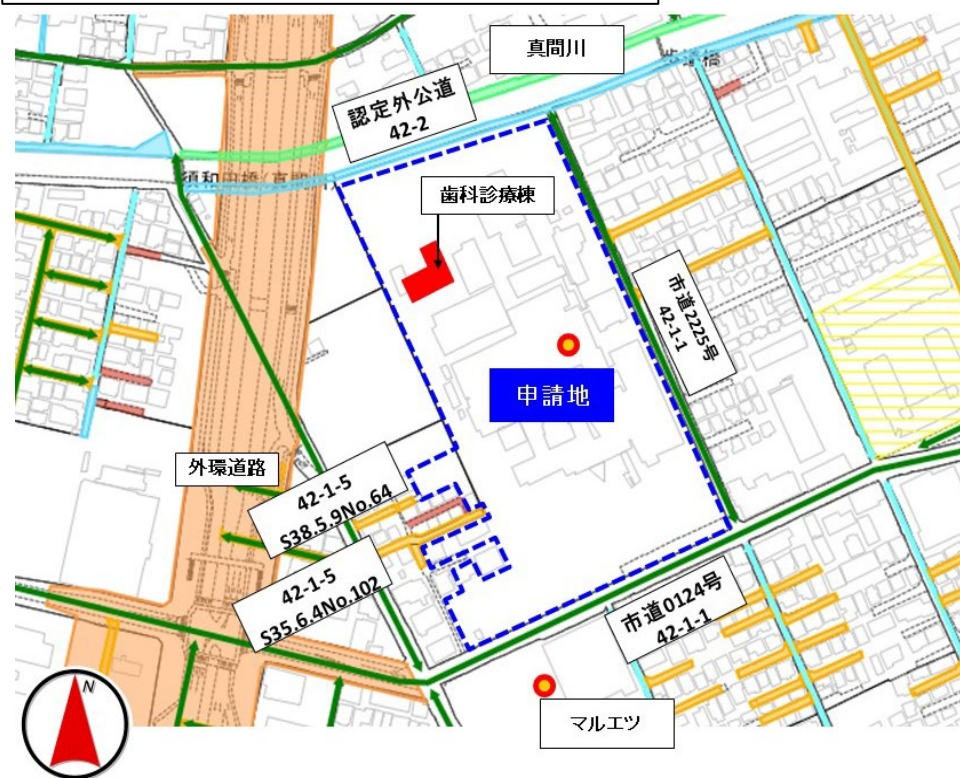 真間川
認定外公道
42-2
歯科診療棟
市道2225号
42-1-1
申請地
外環道路
42-1-5
S38.5.9No.64
42-1-5
S35.6.4No.102
市道0124号
42-1-1
マルエツ
N